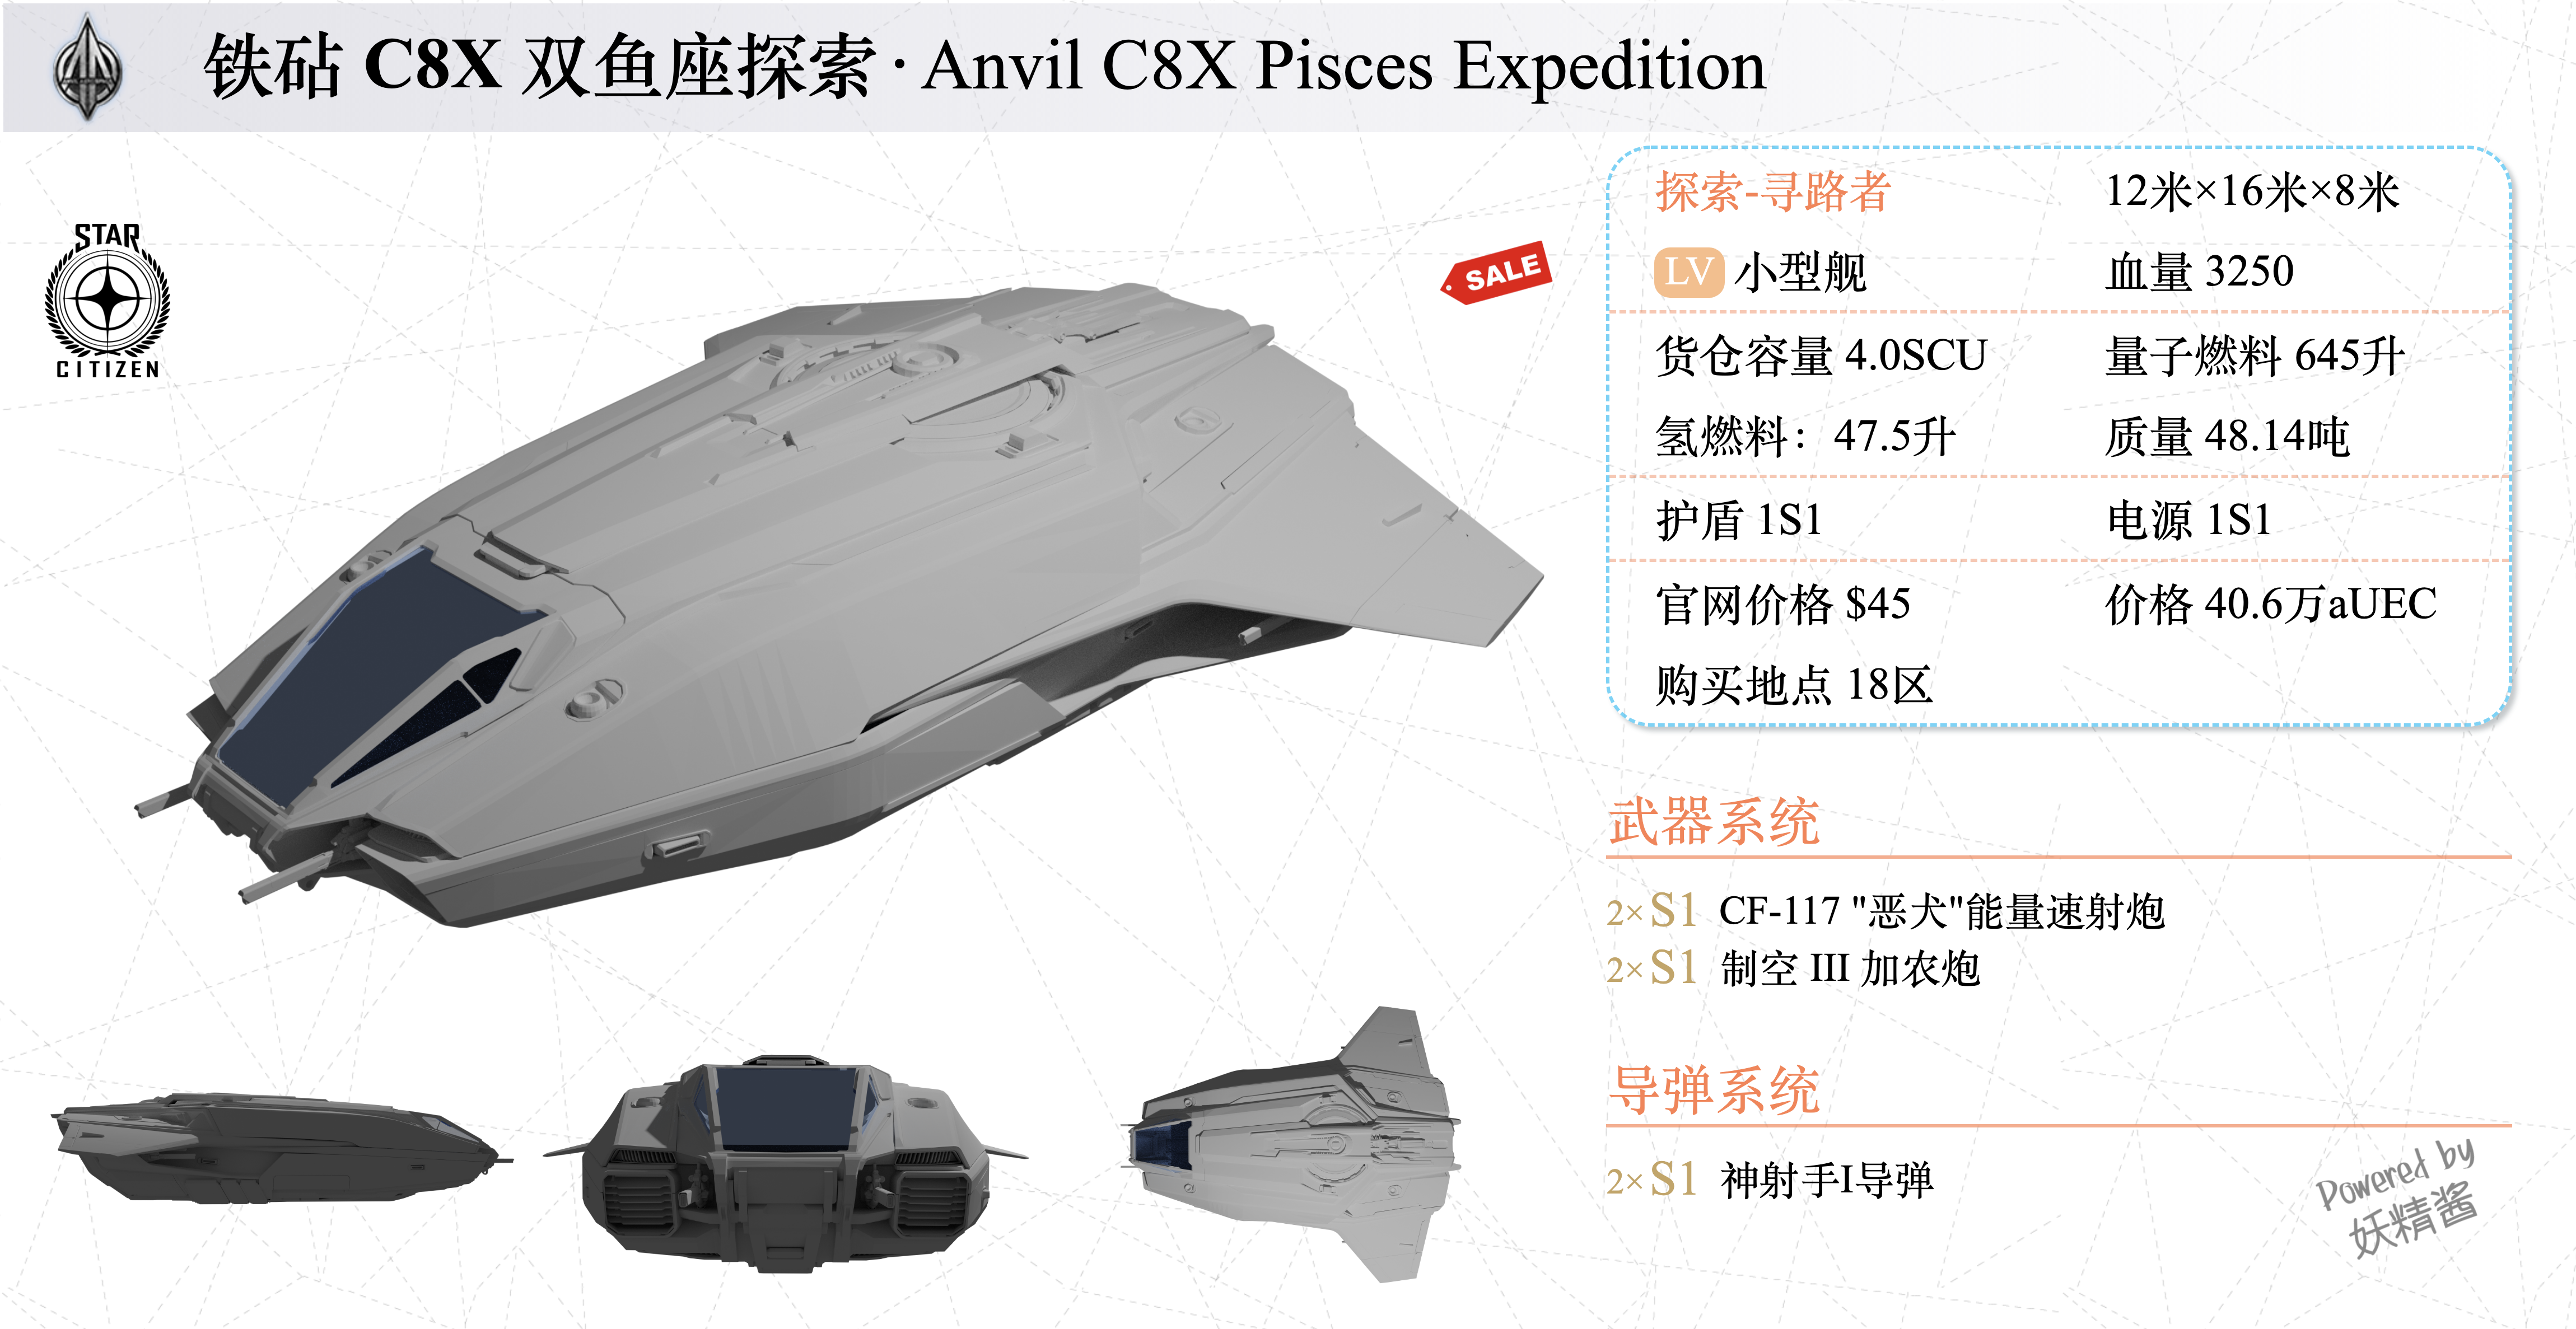 铁砧 C8X 双鱼座探索·Anvil C8X Pisces Expedition
STAR
CITIZEN
SALE
探索-寻路者 12米×16米×8米
LV 小型舰 血量 3250
货仓容量 4.0SCU 量子燃料 645升
氢燃料：47.5升 质量 48.14吨
护盾 1S1 电源 1S1
官网价格 $45 价格 40.6万aUEC
购买地点 18区
武器系统
2× S1 CF-117 "恶犬"能量速射炮
2× S1 制空 III 加农炮
导弹系统
2× S1 神射手I导弹
Powered by
妖精酱